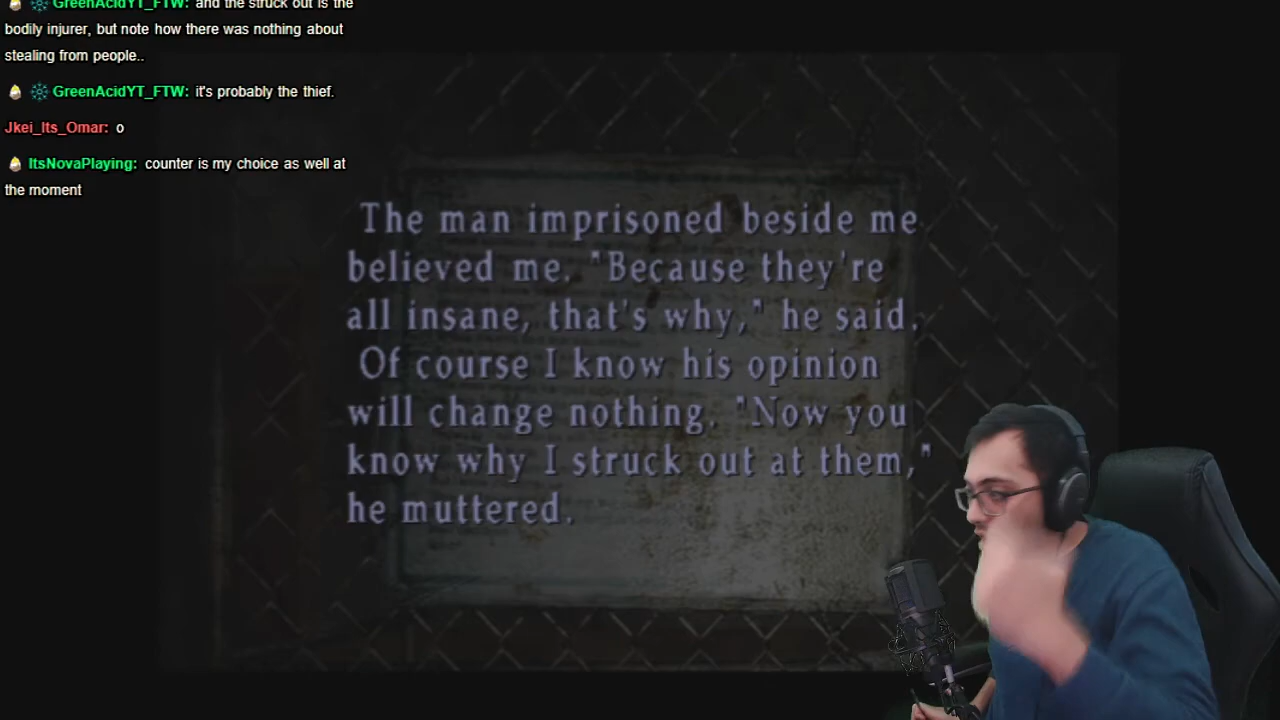 GreenAcidYT_FTW: and the struck out is the
bodily injurer, but note how there was nothing about
stealing from people..
GreenAcidYT_FTW: it's probably the thief.
Jkei_Its_Omar: o
ItsNovaPlaying: counter is my choice as well at
the moment
The man imprisoned beside me
believed me. "Because they're
all insane, that's why," he said.
Of course I know his opinion
will change nothing. "Now you
know why I struck out at them,"
he muttered.